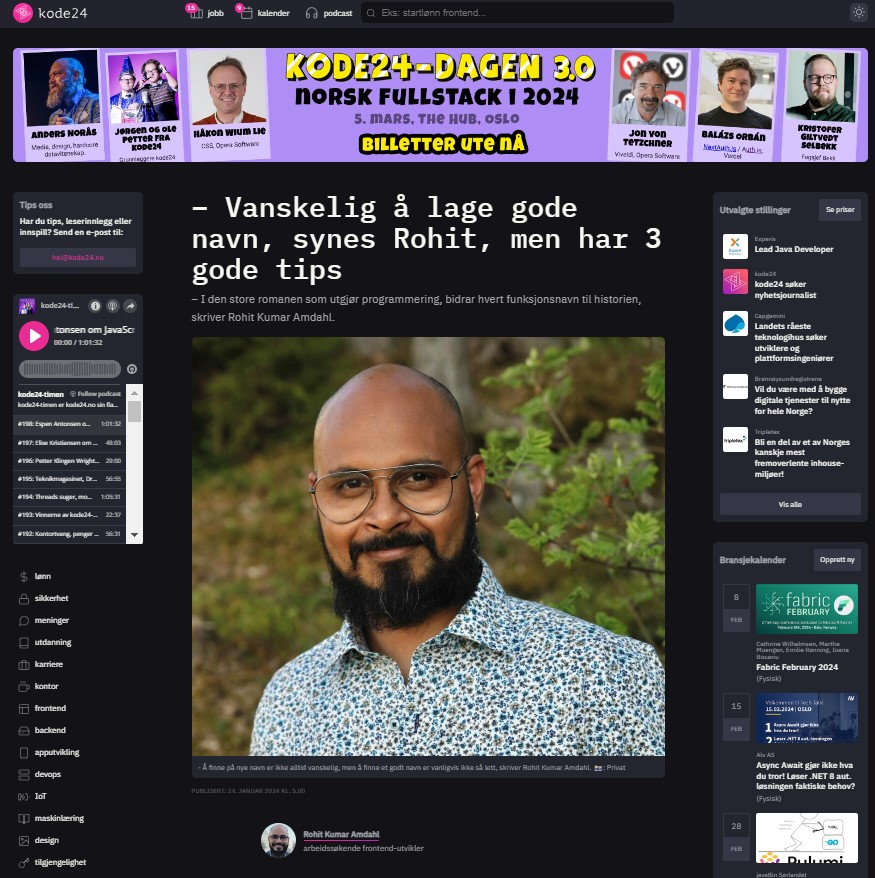 kode24
15
jobb
9
kalender
podcast
Eks: startlønn frontend...
KODE24-DAGEN 3.0
NORSK FULLSTACK I 2024
5. MARS, THE HUB, OSLO
BILLETTER UTE NÅ
ANDERS NORÅS
Media, design, hardcore
datavitenskap.
JØRGEN OG OLE
PETTER FRA
KODE24
Grunnleggere kode24
HÅKON WIUM LIE
CSS, Opera Software
JON VON
TETZCHNER
Vivaldi, Opera Software
BALÁZS ORBÁN
NextAuth.js / Auth.js,
Vercel
KRISTOFER
GILTVEDT
SELBEKK
Fagsjef Bekk
Tips oss
Har du tips, leserinnlegg eller
innspill? Send en e-post til:
hei@kode24.no
kode24-ti...
tonsen om JavaScr
00:00 / 1:01:32
kode24-timen
Follow podcast
kode24-timen er kode24.no sin fla...
#198: Espen Antonsen o... 1:01:32
#197: Elise Kristiansen om ... 48:03
#196: Petter Klingen Wright... 29:00
#195: Teknikmagasinet, Dr... 56:55
#194: Threads suger, mo... 1:05:31
#193: Vinnerne av kode24-... 22:37
#192: Kontortvang, penger ... 56:31
lønn
sikkerhet
meninger
utdanning
karriere
kontor
frontend
backend
apputvikling
devops
IoT
maskinlæring
design
tilgjengelighet
– Vanskelig å lage gode
navn, synes Rohit, men har 3
gode tips
– I den store romanen som utgjør programmering, bidrar hvert funksjonsnavn til historien,
skriver Rohit Kumar Amdahl.
- Å finne på nye navn er ikke alltid vanskelig, men å finne et godt navn er vanligvis ikke så lett, skriver Rohit Kumar Amdahl. 📷: Privat
PUBLISERT: 24. JANUAR 2024 KL. 5.00
Rohit Kumar Amdahl
arbeidssøkende frontend-utvikler
Utvalgte stillinger
Se priser
Experis
Lead Java Developer
kode24
kode24 søker
nyhetsjournalist
Capgemini
Landets råeste
teknologihus søker
utviklere og
plattformsingeniører
Brønnøysundregistrene
Vil du være med å bygge
digitale tjenester til nytte
for hele Norge?
Tripletex
Bli en del av et av Norges
kanskje mest
fremoverlente inhouse-
miljøer!
Vis alle
Bransjekalender
Opprett ny
8
FEB
fabric
FEBRUARY
Cathrine Wilhelmsen, Marthe
Moengen, Emilie Rønning, Ioana
Bouariu
Fabric February 2024
(Fysisk)
15
FEB
15.02.2024 | OSLO
Alv AS
Async Await gjør ikke hva
du tror! Løser .NET 8 aut.
løsningen faktiske behov?
(Fysisk)
28
FEB
Pulumi
javaBin Sørlandet